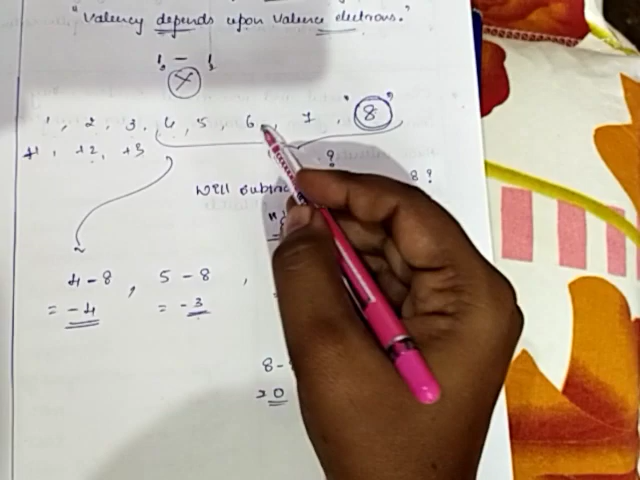 "Valency depends upon Valence electrons."
1, 2, 3, 4, 5, 6, 7, "8"
+1, +2, +3 ?
Will 8?
4-8, 5-8,
= -4 = -3
8-
= 0